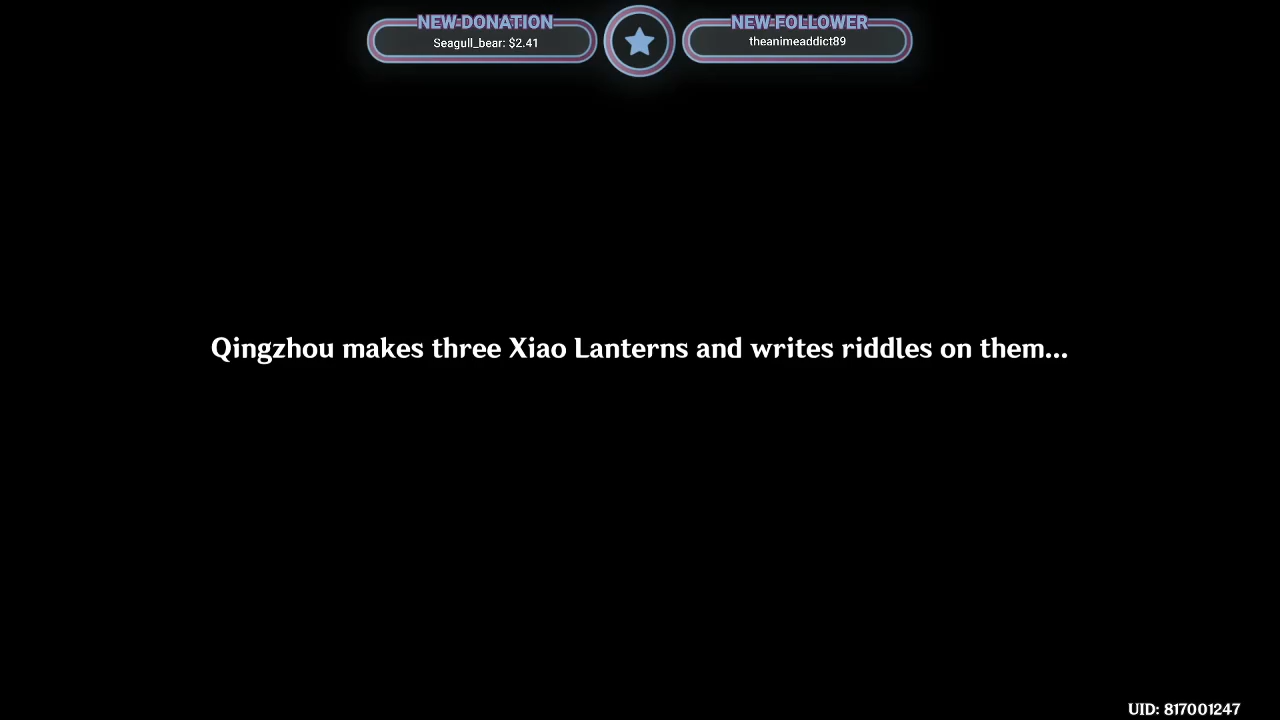 NEW DONATION
Seagull_bear: $2.41
NEW FOLLOWER
theanimeaddict89
Qingzhou makes three Xiao Lanterns and writes riddles on them...
UID: 817001247